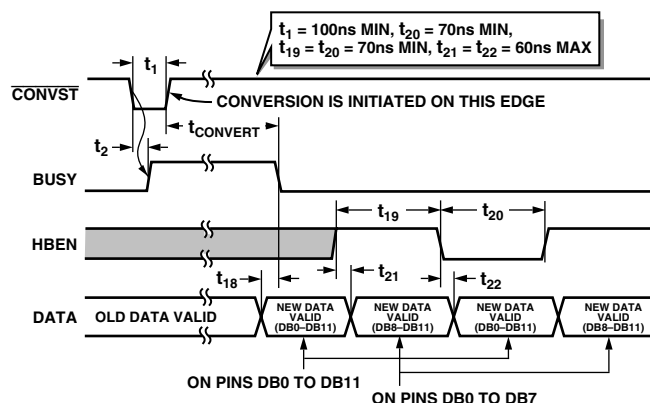 t1 = 100ns MIN, t20 = 70ns MIN,
t19 = t20 = 70ns MIN, t21 = t22 = 60ns MAX
t1
CONVST
CONVERSION IS INITIATED ON THIS EDGE
tCONVERT
t2
BUSY
t19
t20
HBEN
t18
t21
t22
DATA
OLD DATA VALID
NEW DATA
VALID
(DB0–DB11)
NEW DATA
VALID
(DB8–DB11)
NEW DATA
VALID
(DB0–DB11)
NEW DATA
VALID
(DB8–DB11)
ON PINS DB0 TO DB11
ON PINS DB0 TO DB7